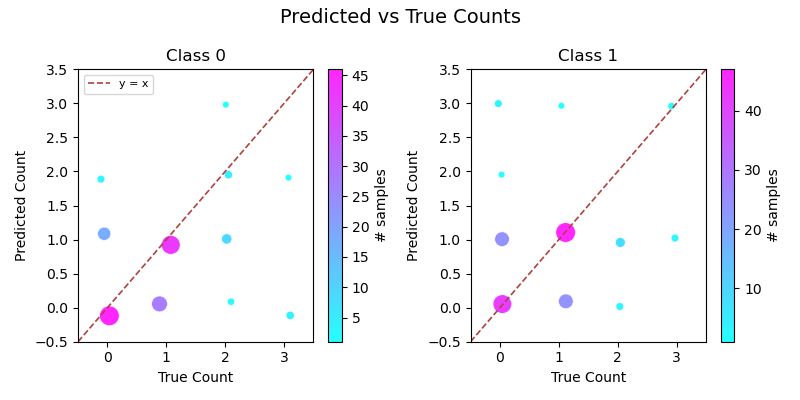 Predicted vs True Counts
Class 0
Class 1
y = x
3.5
3.0
2.5
2.0
1.5
1.0
0.5
0.0
−0.5
Predicted Count
0 1 2 3
True Count
45
40
35
30
25
20
15
10
5
# samples
3.5
3.0
2.5
2.0
1.5
1.0
0.5
0.0
−0.5
Predicted Count
0 1 2 3
True Count
40
30
20
10
# samples